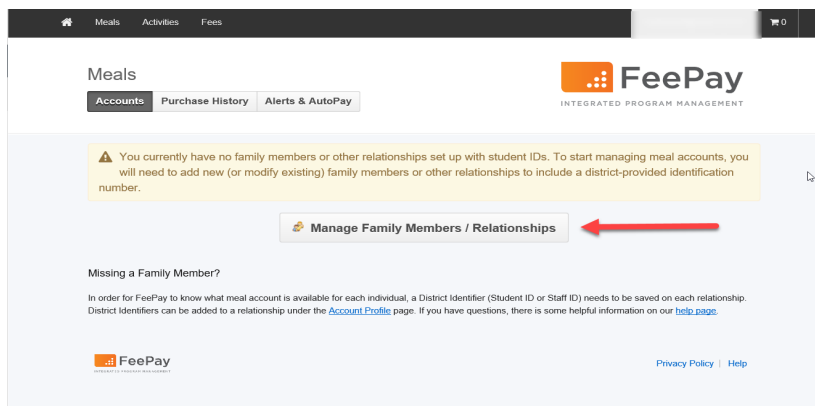 Meals Activities Fees 0
Meals
FeePay
INTEGRATED PROGRAM MANAGEMENT
Accounts Purchase History Alerts & AutoPay
You currently have no family members or other relationships set up with student IDs. To start managing meal accounts, you
will need to add new (or modify existing) family members or other relationships to include a district-provided identification
number.
Manage Family Members / Relationships
Missing a Family Member?
In order for FeePay to know what meal account is available for each individual, a District Identifier (Student ID or Staff ID) needs to be saved on each relationship.
District Identifiers can be added to a relationship under the Account Profile page. If you have questions, there is some helpful information on our help page.
FeePay
INTEGRATED PROGRAM MANAGEMENT
Privacy Policy | Help